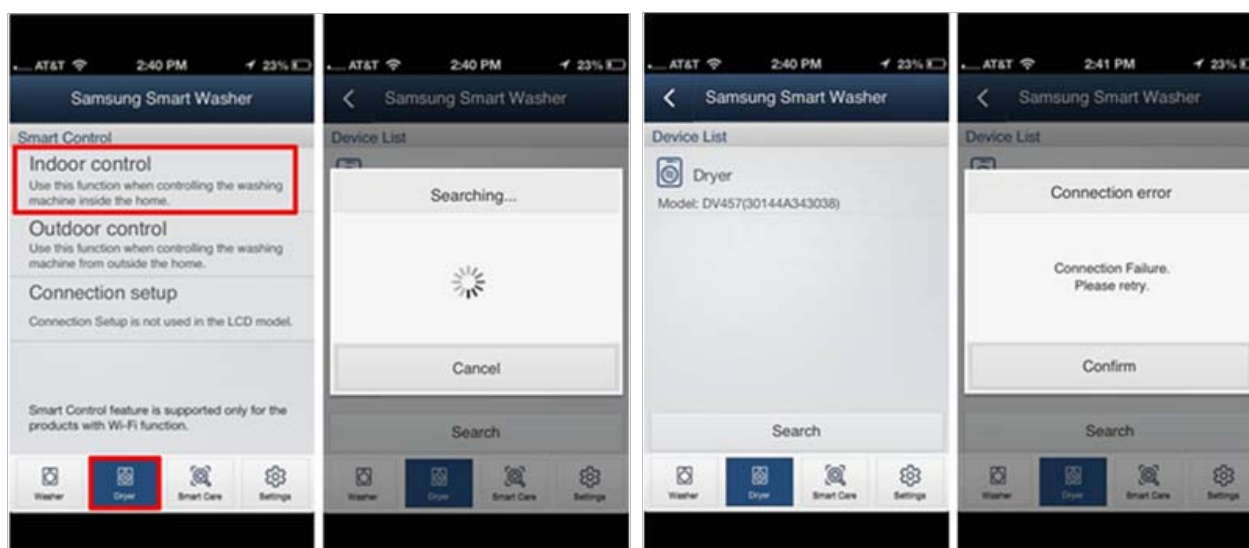 AT&T 2:40 PM 23%
Samsung Smart Washer
Smart Control
Indoor control
Use this function when controlling the washing
machine inside the home.
Outdoor control
Use this function when controlling the washing
machine from outside the home.
Connection setup
Connection Setup is not used in the LCD model.
Smart Control feature is supported only for the
products with Wi-Fi function.
Washer Dryer Smart Care Settings
AT&T 2:40 PM 23%
Samsung Smart Washer
Device List
Searching...
Cancel
Search
Washer Dryer Smart Care Settings
AT&T 2:40 PM 23%
Samsung Smart Washer
Device List
Dryer
Model: DV457(30144A343038)
Search
Washer Dryer Smart Care Settings
AT&T 2:41 PM 23%
Samsung Smart Washer
Device List
Connection error
Connection Failure.
Please retry.
Confirm
Search
Washer Dryer Smart Care Settings